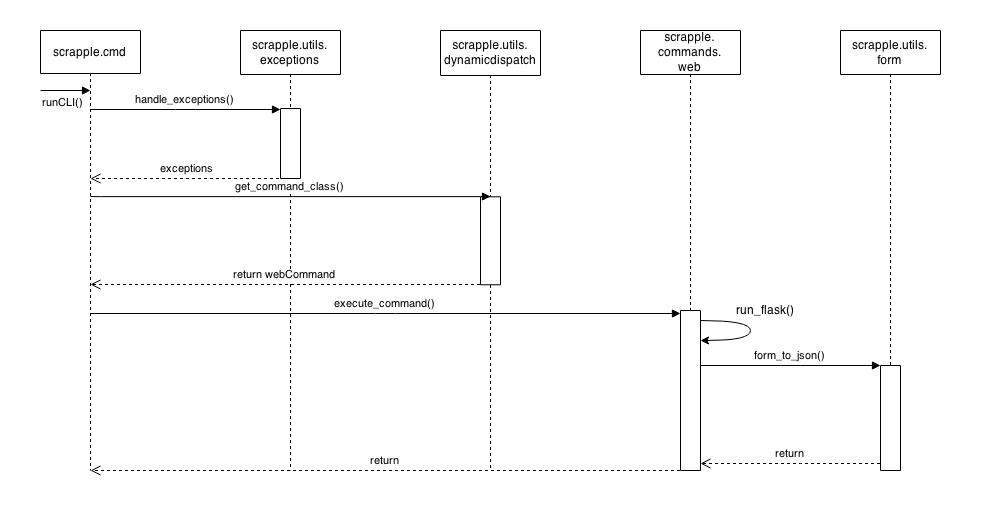 scrapple.cmd
scrapple.utils.
exceptions
scrapple.utils.
dynamicdispatch
scrapple.
commands.
web
scrapple.utils.
form
runCLI()
handle_exceptions()
exceptions
get_command_class()
return webCommand
execute_command()
run_flask()
form_to_json()
return
return